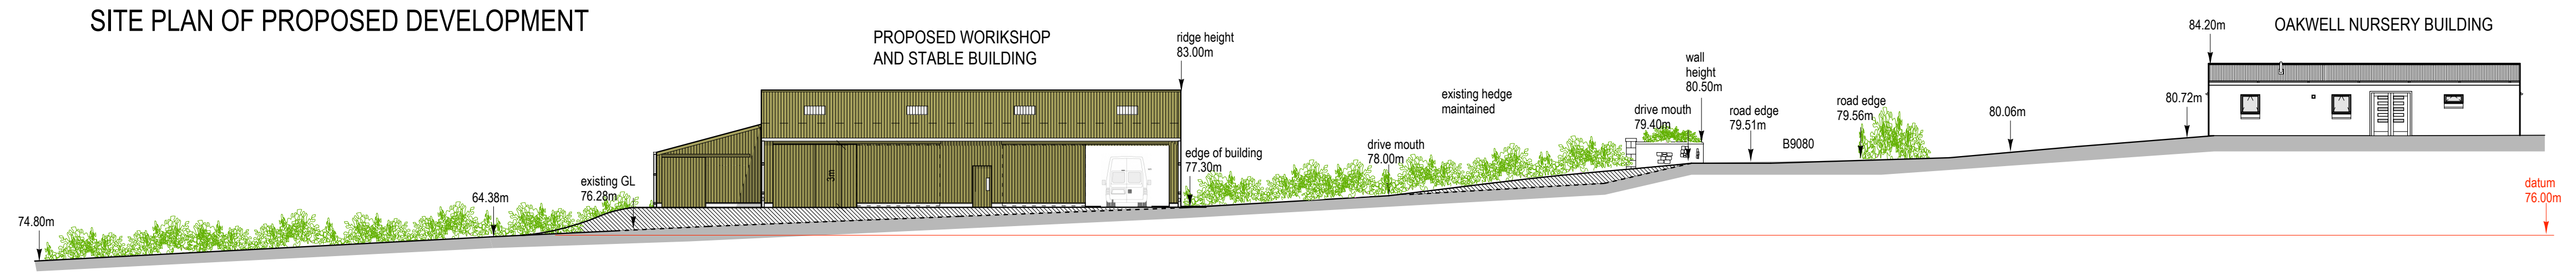 SITE PLAN OF PROPOSED DEVELOPMENT
PROPOSED WORIKSHOP
AND STABLE BUILDING
ridge height
83.00m
84.20m
OAKWELL NURSERY BUILDING
wall
height
80.50m
existing hedge
maintained
drive mouth
79.40m
road edge
79.51m
road edge
79.56m
80.06m
80.72m
B9080
drive mouth
78.00m
edge of building
77.30m
3m
existing GL
76.28m
64.38m
74.80m
datum
76.00m